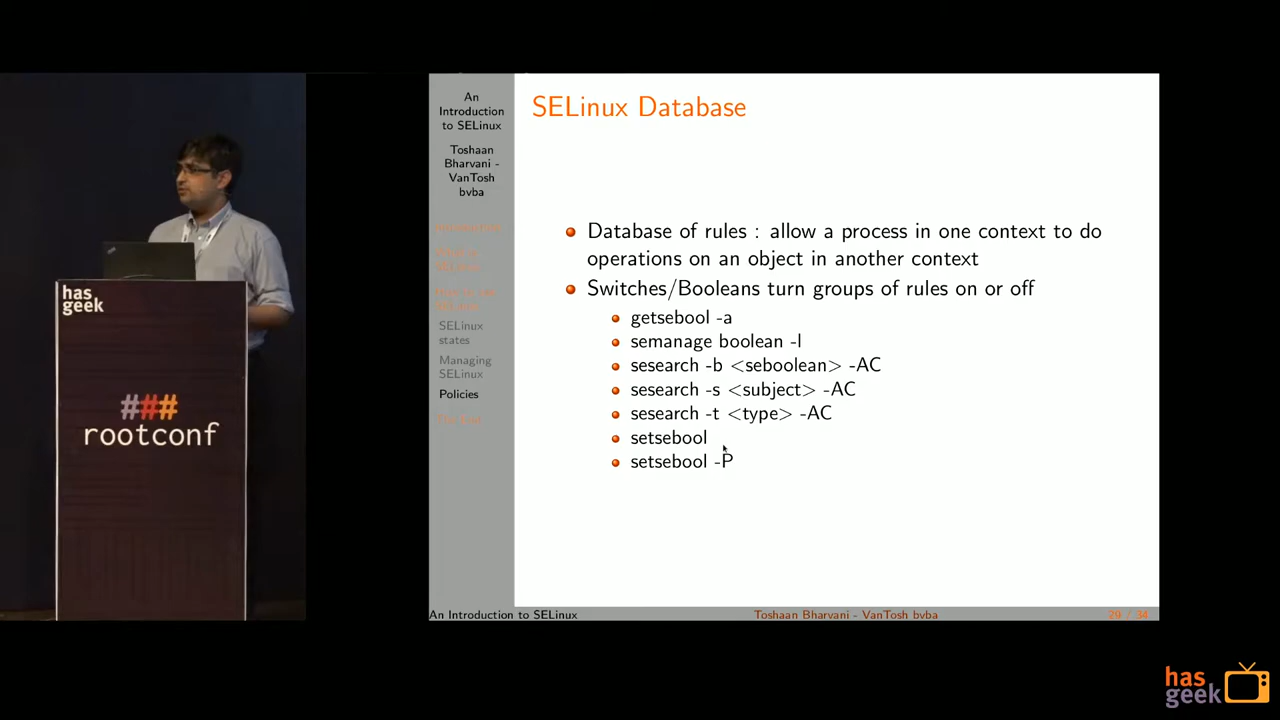 has
geek
###
rootconf
An
Introduction
to SELinux
Toshaan
Bharvani -
VanTosh
bvba
SELinux
states
Managing
SELinux
Policies
SELinux Database
Database of rules : allow a process in one context to do
operations on an object in another context
Switches/Booleans turn groups of rules on or off
getsebool -a
semanage boolean -l
sesearch -b <seboolean> -AC
sesearch -s <subject> -AC
sesearch -t <type> -AC
setsebool
setsebool -P
An Introduction to SELinux
Toshaan Bharvani - VanTosh bvba
29 / 34
has
geek